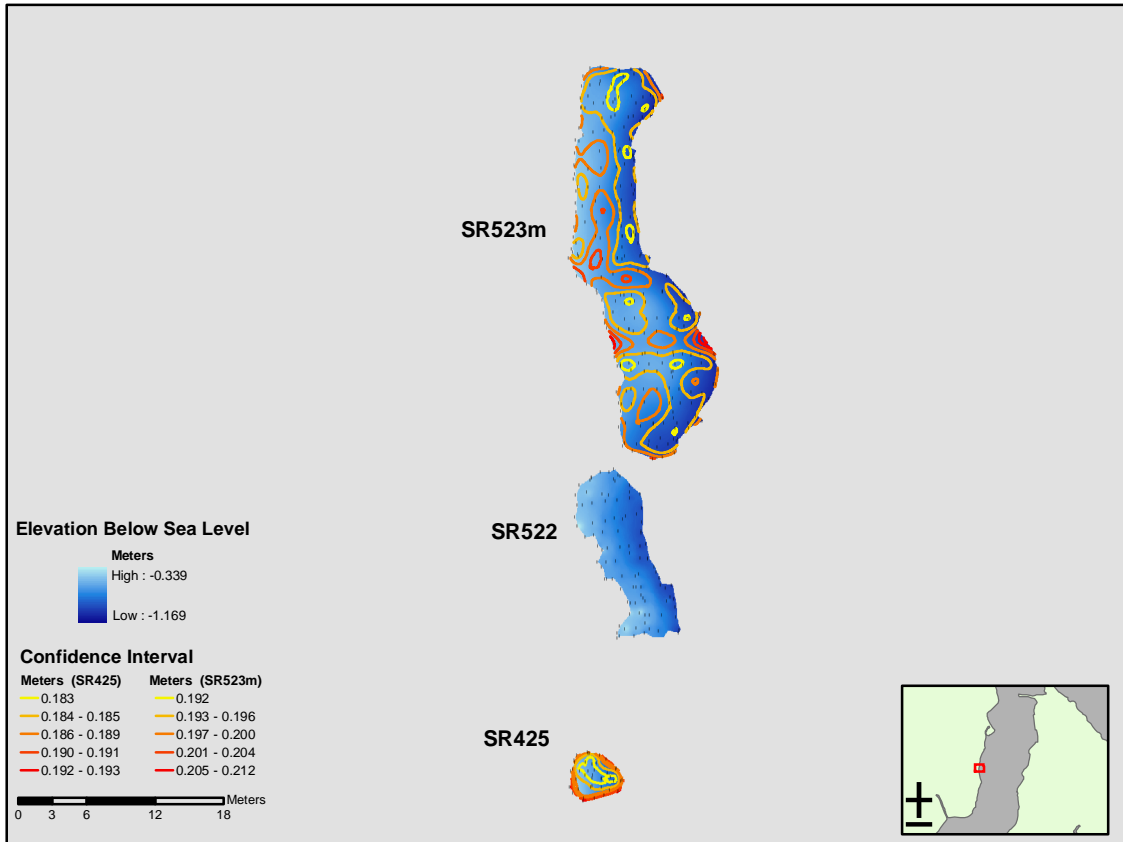 SR523m
SR522
SR425
Elevation Below Sea Level
Meters
High : -0.339
Low : -1.169
Confidence Interval
Meters (SR425) Meters (SR523m)
0.183 0.192
0.184 - 0.185 0.193 - 0.196
0.186 - 0.189 0.197 - 0.200
0.190 - 0.191 0.201 - 0.204
0.192 - 0.193 0.205 - 0.212
Meters
0 3 6 12 18